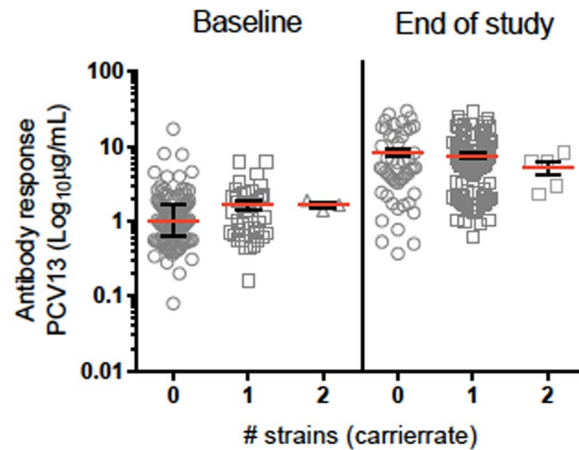 Baseline End of study
Antibody response
PCV13 (Log10µg/mL)
100
10
1
0.1
0.01
0 1 2 0 1 2
# strains (carrierrate)